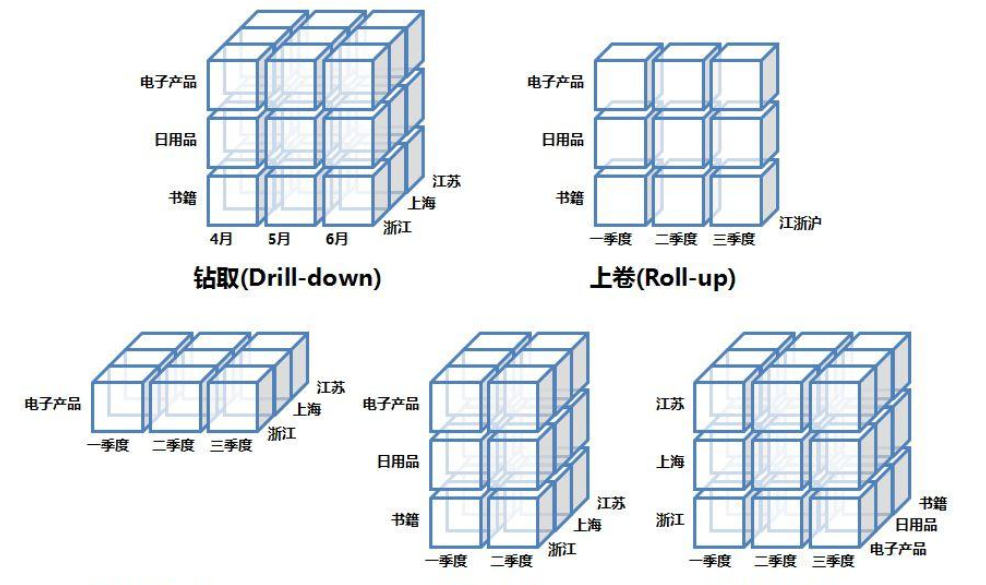 电子产品
日用品
书籍
4月 5月 6月
浙江
上海
江苏
钻取(Drill-down)
电子产品
日用品
书籍
一季度 二季度 三季度
江浙沪
上卷(Roll-up)
电子产品
一季度 二季度 三季度
浙江
上海
江苏
电子产品
日用品
书籍
一季度 二季度
浙江
上海
江苏
江苏
上海
浙江
一季度 二季度 三季度
电子产品
日用品
书籍